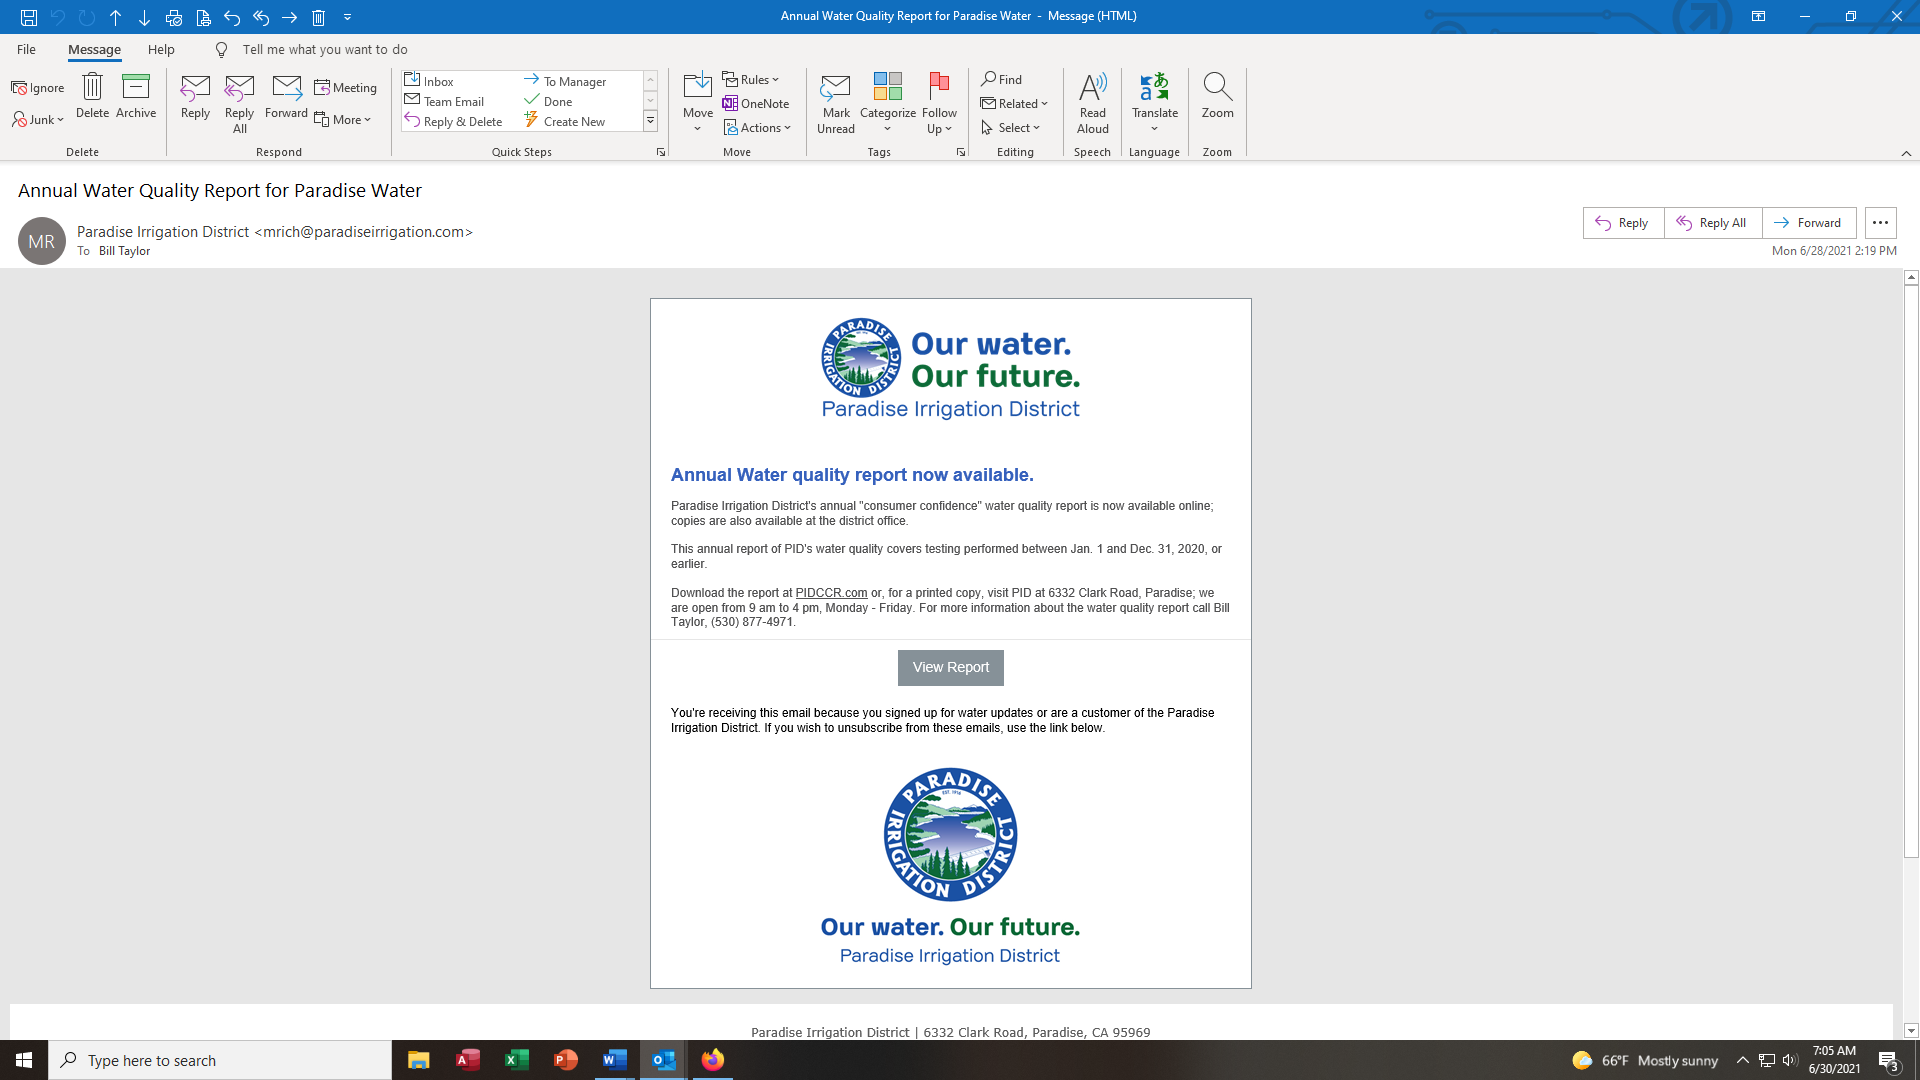 Annual Water Quality Report for Paradise Water - Message (HTML)
File Message Help Tell me what you want to do
Ignore
Junk
Delete
Archive
Delete
Reply
Reply All
Forward
Meeting
More
Respond
Inbox
Team Email
Reply & Delete
To Manager
Done
Create New
Quick Steps
Move
Rules
OneNote
Actions
Move
Mark Unread
Categorize
Follow Up
Tags
Find
Related
Select
Editing
Read Aloud
Speech
Translate
Language
Zoom
Zoom
Annual Water Quality Report for Paradise Water
MR
Paradise Irrigation District <mrich@paradiseirrigation.com>
To Bill Taylor
Reply Reply All Forward
Mon 6/28/2021 2:19 PM
PARADISE IRRIGATION DISTRICT
Our water.
Our future.
Paradise Irrigation District
Annual Water quality report now available.
Paradise Irrigation District's annual "consumer confidence" water quality report is now available online;
copies are also available at the district office.
This annual report of PID's water quality covers testing performed between Jan. 1 and Dec. 31, 2020, or
earlier.
Download the report at PIDCCR.com or, for a printed copy, visit PID at 6332 Clark Road, Paradise; we
are open from 9 am to 4 pm, Monday - Friday. For more information about the water quality report call Bill
Taylor, (530) 877-4971.
View Report
You're receiving this email because you signed up for water updates or are a customer of the Paradise
Irrigation District. If you wish to unsubscribe from these emails, use the link below.
PARADISE IRRIGATION DISTRICT
EST. 1916
Our water. Our future.
Paradise Irrigation District
Paradise Irrigation District | 6332 Clark Road, Paradise, CA 95969
Type here to search
66°F Mostly sunny
7:05 AM
6/30/2021
3